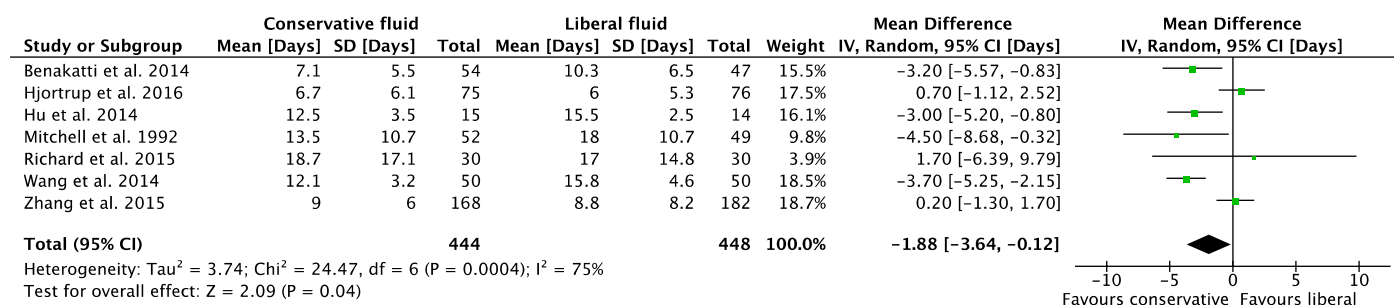 Conservative fluid Liberal fluid Mean Difference Mean Difference
Study or Subgroup Mean [Days] SD [Days] Total Mean [Days] SD [Days] Total Weight IV, Random, 95% CI [Days] IV, Random, 95% CI [Days]
Benakatti et al. 2014 7.1 5.5 54 10.3 6.5 47 15.5% −3.20 [−5.57, −0.83]
Hjortrup et al. 2016 6.7 6.1 75 6 5.3 76 17.5% 0.70 [−1.12, 2.52]
Hu et al. 2014 12.5 3.5 15 15.5 2.5 14 16.1% −3.00 [−5.20, −0.80]
Mitchell et al. 1992 13.5 10.7 52 18 10.7 49 9.8% −4.50 [−8.68, −0.32]
Richard et al. 2015 18.7 17.1 30 17 14.8 30 3.9% 1.70 [−6.39, 9.79]
Wang et al. 2014 12.1 3.2 50 15.8 4.6 50 18.5% −3.70 [−5.25, −2.15]
Zhang et al. 2015 9 6 168 8.8 8.2 182 18.7% 0.20 [−1.30, 1.70]
Total (95% CI) 444 448 100.0% −1.88 [−3.64, −0.12]
Heterogeneity: Tau² = 3.74; Chi² = 24.47, df = 6 (P = 0.0004); I² = 75%
Test for overall effect: Z = 2.09 (P = 0.04)
−10 −5 0 5 10
Favours conservative Favours liberal